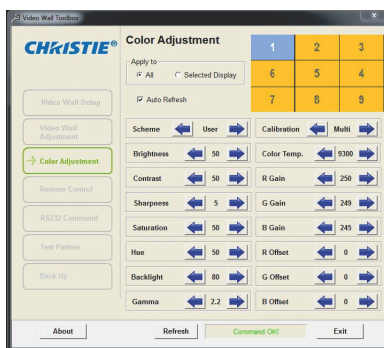 Video Wall Toolbox
x
CHRISTIE®
Color Adjustment
Apply to
All
Selected Display
Auto Refresh
1 2 3
6 5 4
7 8 9
Video Wall Setup
Video Wall
Adjustment
Color Adjustment
Remote Control
RS232 Command
Test Pattern
Back Up
Scheme User
Calibration Multi
Brightness 50
Color Temp. 9300
Contrast 50
R Gain 250
Sharpness 5
G Gain 249
Saturation 50
B Gain 245
Hue 50
R Offset 0
Backlight 80
G Offset 0
Gamma 2.2
B Offset 0
About
Refresh
Command OK!
Exit